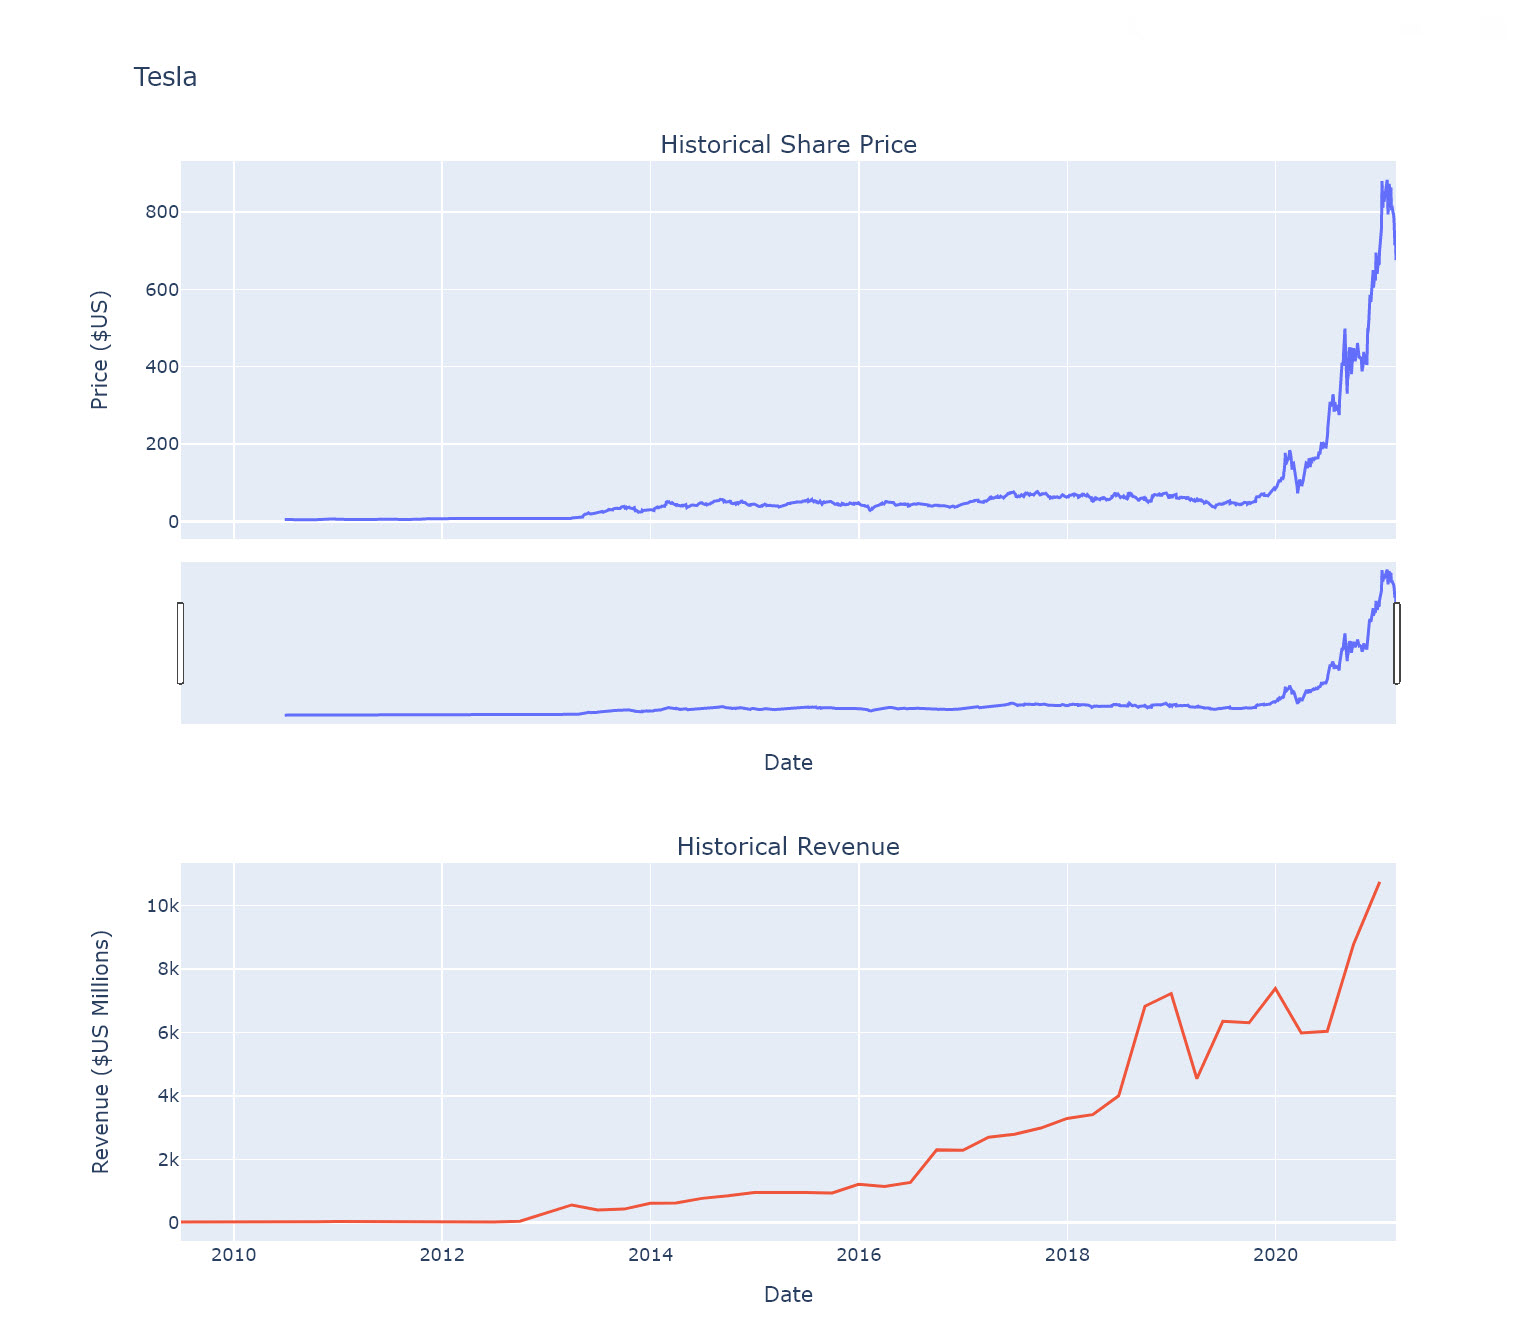 Tesla
Historical Share Price
Price ($US)
800
600
400
200
0
Date
Historical Revenue
Revenue ($US Millions)
10k
8k
6k
4k
2k
0
2010 2012 2014 2016 2018 2020
Date